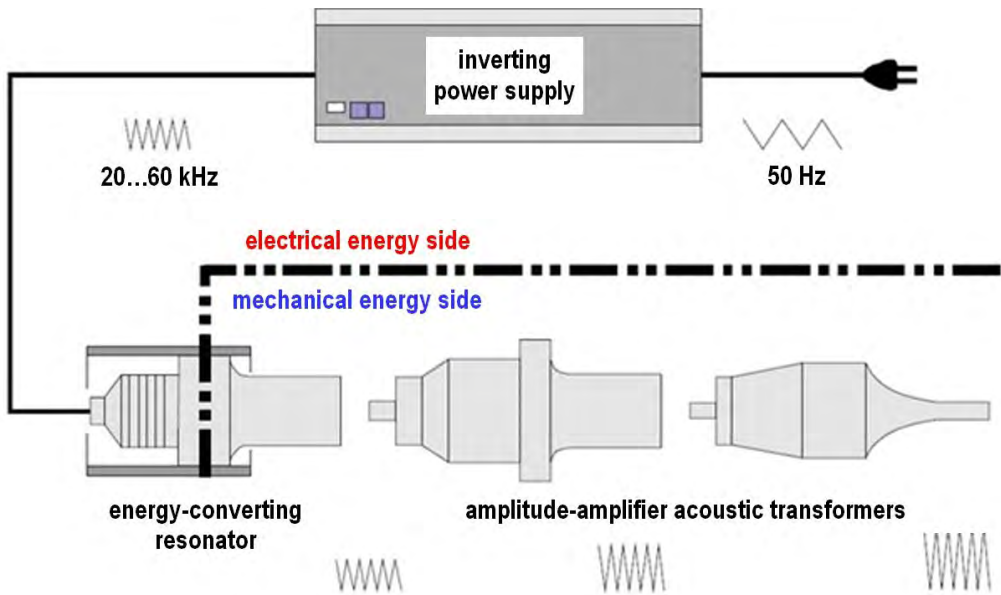 inverting
power supply
20...60 kHz
50 Hz
electrical energy side
mechanical energy side
energy-converting
resonator
amplitude-amplifier acoustic transformers